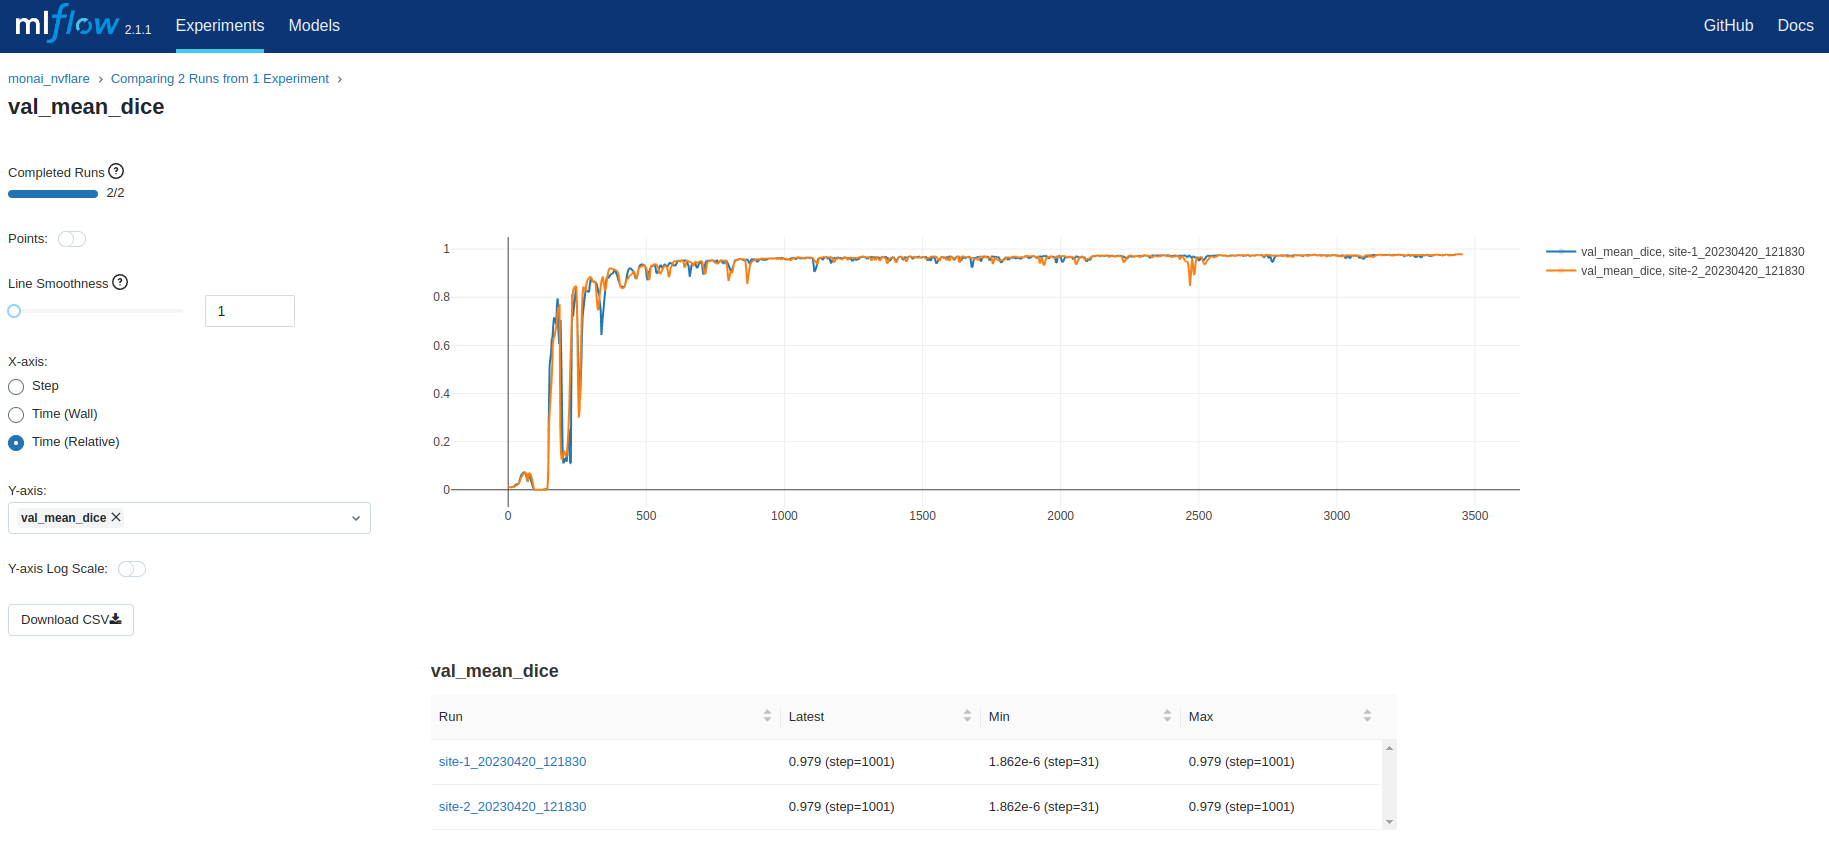 mlflow 2.1.1 Experiments Models GitHub Docs
monai_nvflare › Comparing 2 Runs from 1 Experiment ›
val_mean_dice
Completed Runs ?
2/2
Points:
Line Smoothness ?
1
X-axis:
Step
Time (Wall)
Time (Relative)
Y-axis:
val_mean_dice
Y-axis Log Scale:
Download CSV
1
0.8
0.6
0.4
0.2
0
0 500 1000 1500 2000 2500 3000 3500
val_mean_dice, site-1_20230420_121830
val_mean_dice, site-2_20230420_121830
val_mean_dice
Run Latest Min Max
site-1_20230420_121830 0.979 (step=1001) 1.862e-6 (step=31) 0.979 (step=1001)
site-2_20230420_121830 0.979 (step=1001) 1.862e-6 (step=31) 0.979 (step=1001)